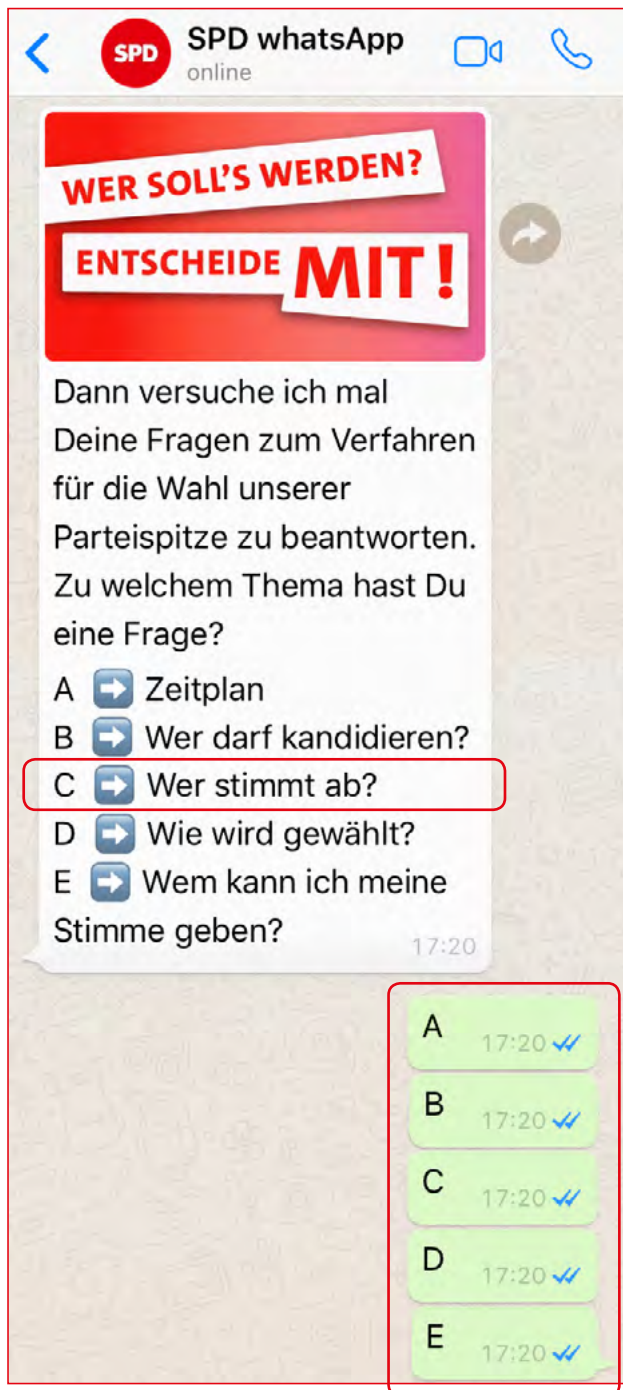 SPD
SPD whatsApp
online
WER SOLL'S WERDEN?
ENTSCHEIDE MIT!
Dann versuche ich mal
Deine Fragen zum Verfahren
für die Wahl unserer
Parteispitze zu beantworten.
Zu welchem Thema hast Du
eine Frage?
A ➡️ Zeitplan
B ➡️ Wer darf kandidieren?
C ➡️ Wer stimmt ab?
D ➡️ Wie wird gewählt?
E ➡️ Wem kann ich meine
Stimme geben?
17:20
A 17:20
B 17:20
C 17:20
D 17:20
E 17:20